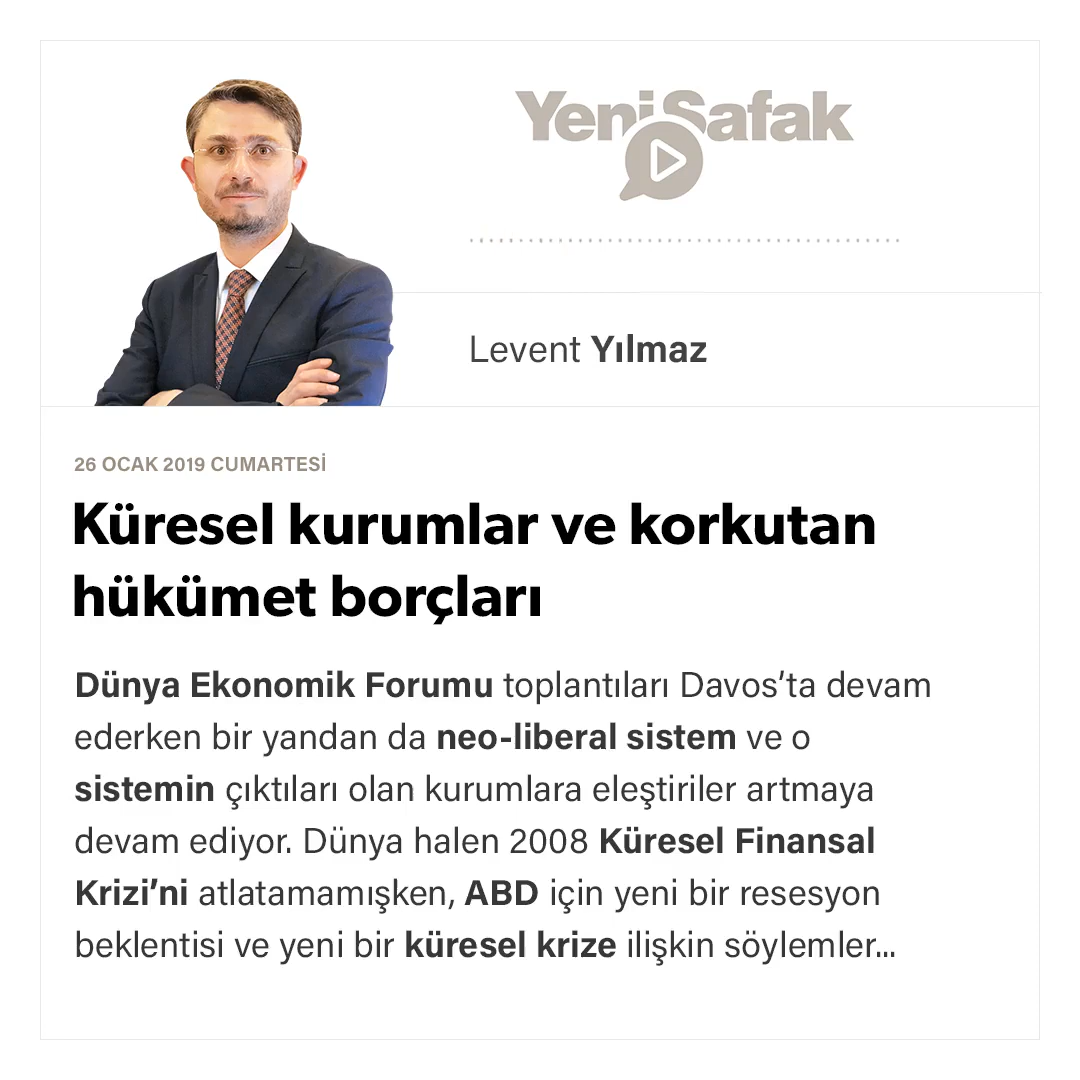 YeniSafak
Levent Yılmaz
26 OCAK 2019 CUMARTESİ
Küresel kurumlar ve korkutan
hükümet borçları
Dünya Ekonomik Forumu toplantıları Davos’ta devam
ederken bir yandan da neo-liberal sistem ve o
sistemin çıktıları olan kurumlara eleştiriler artmaya
devam ediyor. Dünya halen 2008 Küresel Finansal
Krizi’ni atlatamamışken, ABD için yeni bir resesyon
beklentisi ve yeni bir küresel krize ilişkin söylemler...